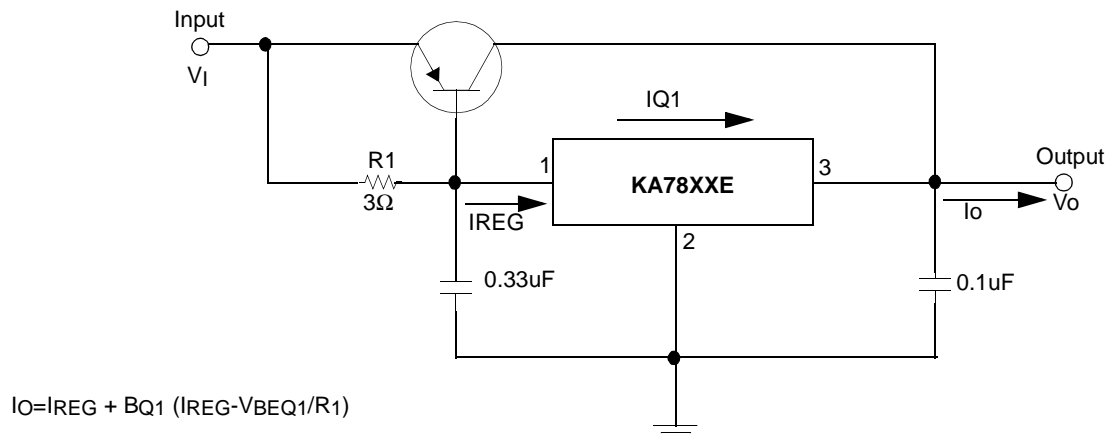 Input
VI
IQ1
R1
3Ω
1
KA78XXE
3
Output
IREG
Io
Vo
2
0.33uF
0.1uF
IO=IREG + BQ1 (IREG-VBEQ1/R1)